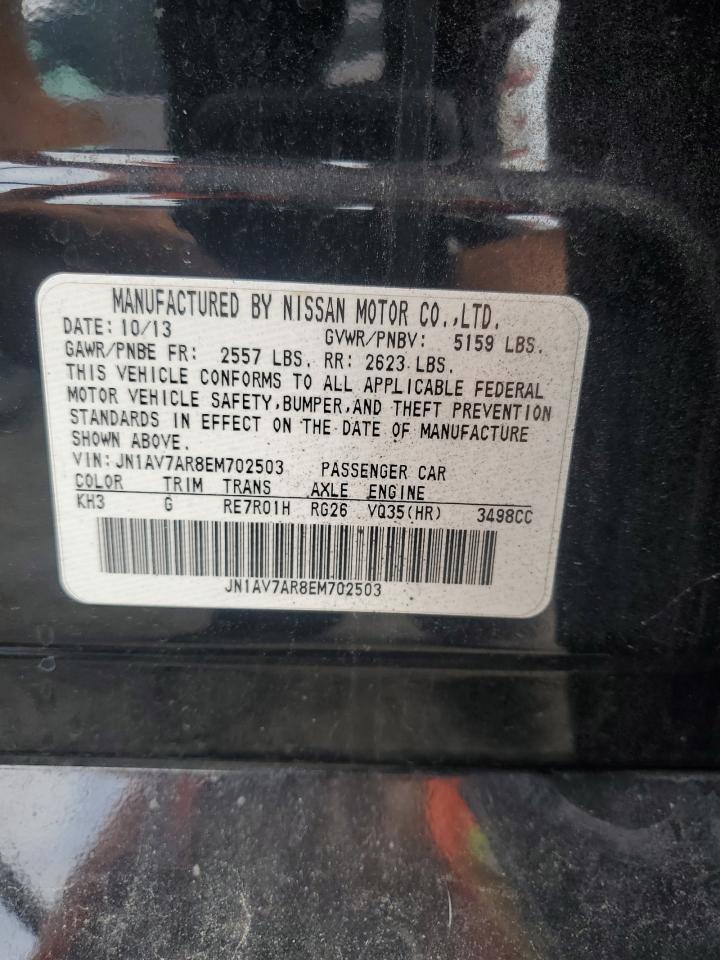 MANUFACTURED BY NISSAN MOTOR CO.,LTD.
DATE: 10/13 GVWR/PNBV: 5159 LBS.
GAWR/PNBE FR: 2557 LBS. RR: 2623 LBS.
THIS VEHICLE CONFORMS TO ALL APPLICABLE FEDERAL
MOTOR VEHICLE SAFETY,BUMPER,AND THEFT PREVENTION
STANDARDS IN EFFECT ON THE DATE OF MANUFACTURE
SHOWN ABOVE.
VIN: JN1AV7AR8EM702503 PASSENGER CAR
COLOR TRIM TRANS AXLE ENGINE
KH3 G RE7R01H RG26 VQ35(HR) 3498CC
JN1AV7AR8EM702503